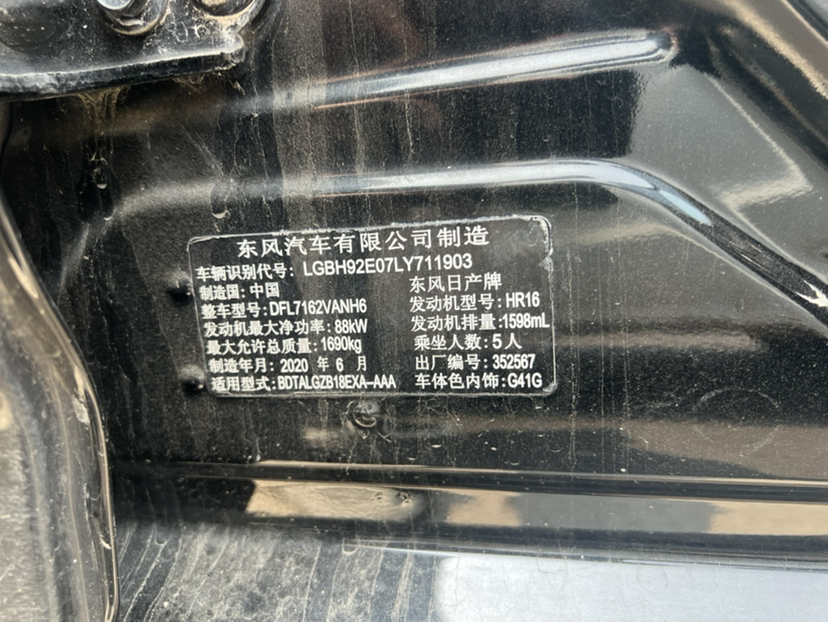 东风汽车有限公司制造
车辆识别代号: LGBH92E07LY711903
制造国: 中国 东风日产牌
整车型号: DFL7162VANH6 发动机型号: HR16
发动机最大净功率: 88kW 发动机排量: 1598mL
最大允许总质量: 1690kg 乘坐人数: 5人
制造年月: 2020 年 6 月 出厂编号: 352567
适用型式: BDTALGZB18EXA-AAA 车体色内饰: G41G